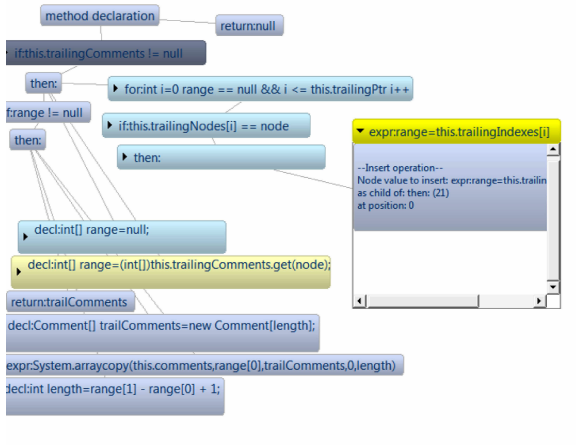 method declaration
return:null
if:this.trailingComments != null
then:
for:int i=0 range == null && i <= this.trailingPtr i++
f:range != null
if:this.trailingNodes[i] == node
then:
then:
expr:range=this.trailingIndexes[i]
--Insert operation--
Node value to insert: expr:range=this.trailin
as child of: then: (21)
at position: 0
decl:int[] range=null;
decl:int[] range=(int[])this.trailingComments.get(node);
return:trailComments
decl:Comment[] trailComments=new Comment[length];
expr:System.arraycopy(this.comments,range[0],trailComments,0,length)
decl:int length=range[1] - range[0] + 1;